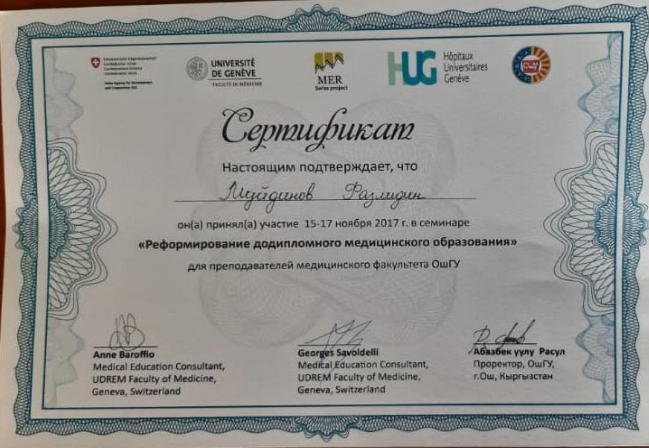 UNIVERSITÉ
DE GENÈVE
FACULTÉ DE MÉDECINE
MER
Swiss project
HUG
Hôpitaux
Universitaires
Genève
Сертификат
Настоящим подтверждает, что
Фазлидин
он(а) принял(а) участие 15-17 ноября 2017 г. в семинаре
«Реформирование додипломного медицинского образования»
для преподавателей медицинского факультета ОшГУ
Anne Baroffio
Medical Education Consultant,
UDREM Faculty of Medicine,
Geneva, Switzerland
Georges Savoldelli
Medical Education Consultant,
UDREM Faculty of Medicine,
Geneva, Switzerland
Абазбек уулу Расул
Проректор, ОшГУ,
г.Ош, Кыргызстан